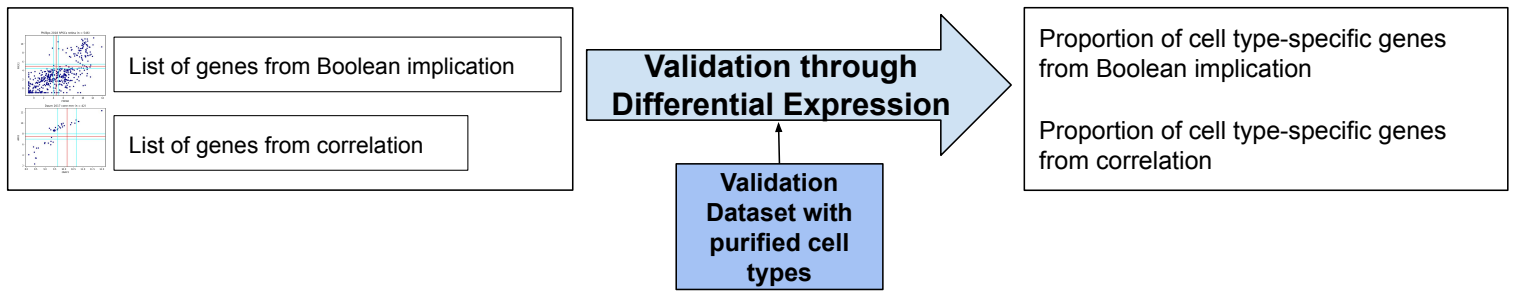 List of genes from Boolean implication
List of genes from correlation
Validation through
Differential Expression
Validation
Dataset with
purified cell
types
Proportion of cell type-specific genes
from Boolean implication
Proportion of cell type-specific genes
from correlation